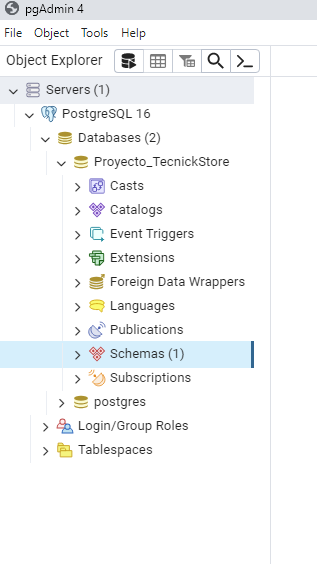 pgAdmin 4
File Object Tools Help
Object Explorer
Servers (1)
PostgreSQL 16
Databases (2)
Proyecto_TecnickStore
Casts
Catalogs
Event Triggers
Extensions
Foreign Data Wrappers
Languages
Publications
Schemas (1)
Subscriptions
postgres
Login/Group Roles
Tablespaces